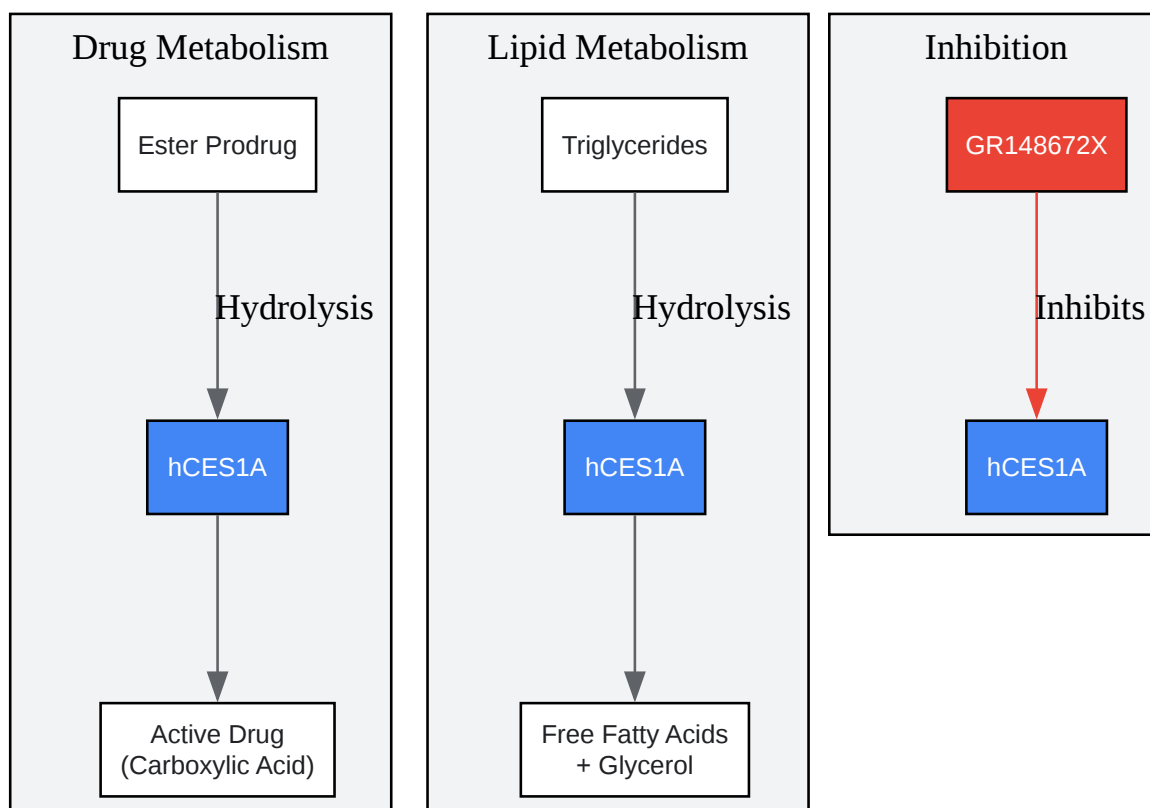 Drug Metabolism
Ester Prodrug
Hydrolysis
hCES1A
Active Drug
(Carboxylic Acid)
Lipid Metabolism
Triglycerides
Hydrolysis
hCES1A
Free Fatty Acids
+ Glycerol
Inhibition
GR148672X
Inhibits
hCES1A